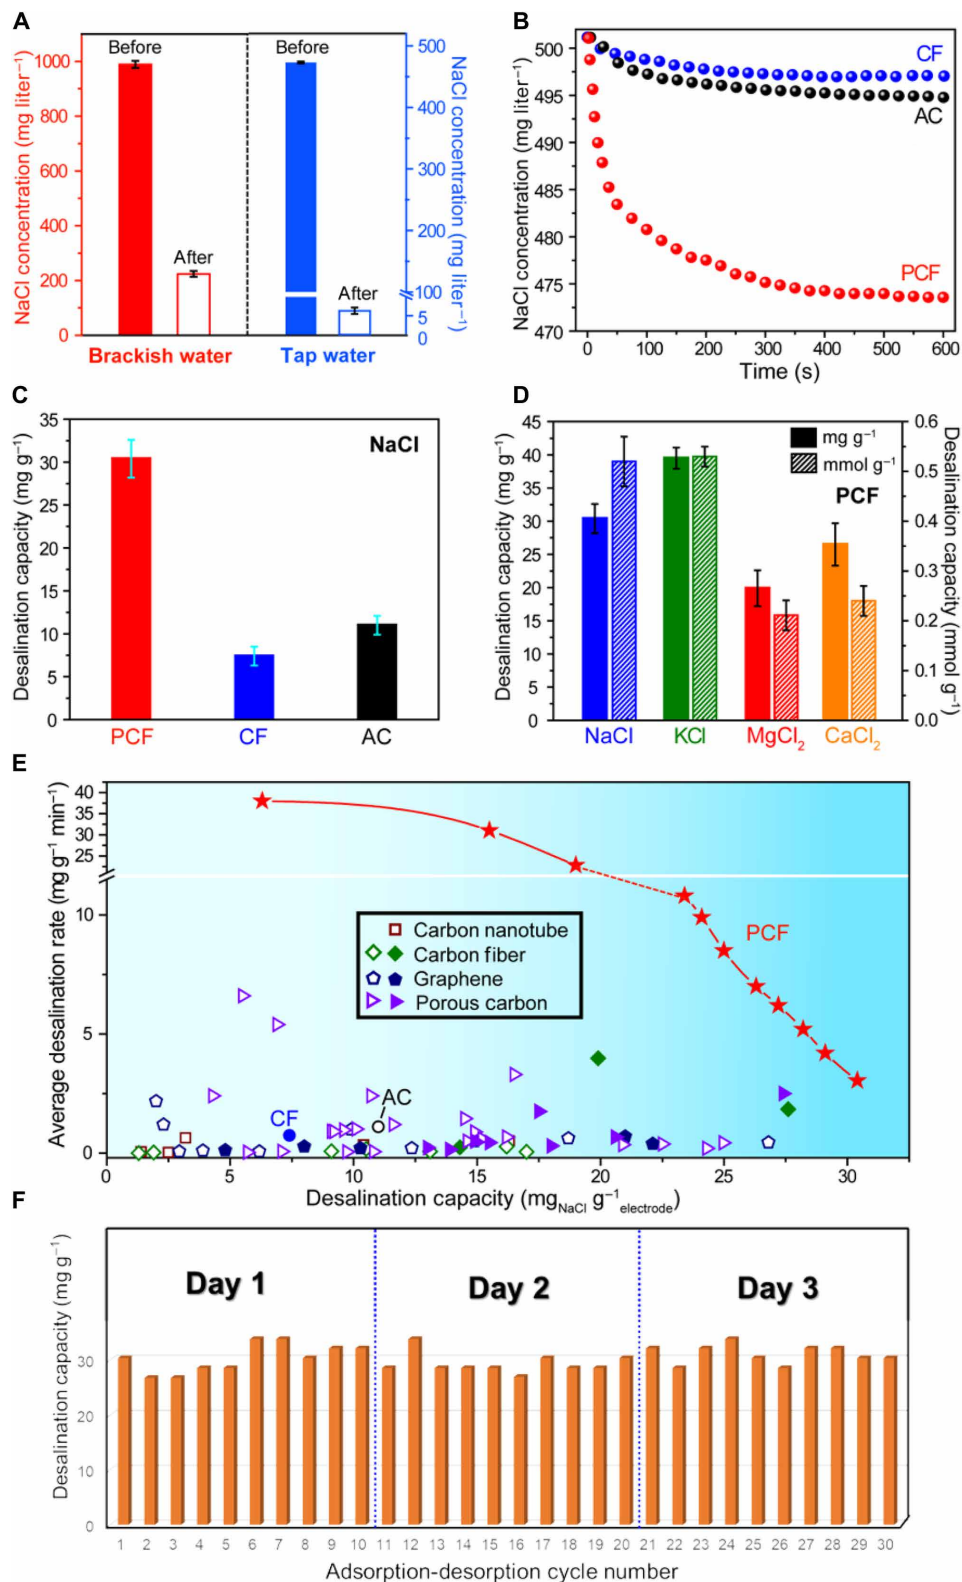 A
Before
Before
After
After
NaCl concentration (mg liter⁻¹)
1000
800
600
400
200
0
NaCl concentration (mg liter⁻¹)
500
400
300
200
100
5
0
Brackish water
Tap water
B
NaCl concentration (mg liter⁻¹)
500
495
490
485
480
475
470
CF
AC
PCF
0 100 200 300 400 500 600
Time (s)
C
Desalination capacity (mg g⁻¹)
35
30
25
20
15
10
5
0
NaCl
PCF CF AC
D
Desalination capacity (mg g⁻¹)
45
40
35
30
25
20
15
10
5
0
mg g⁻¹
mmol g⁻¹
PCF
Desalination capacity (mmol g⁻¹)
0.6
0.5
0.4
0.3
0.2
0.1
0.0
NaCl KCl MgCl₂ CaCl₂
E
Average desalination rate (mg g⁻¹ min⁻¹)
40
35
30
25
10
5
0
Carbon nanotube
Carbon fiber
Graphene
Porous carbon
PCF
CF
AC
0 5 10 15 20 25 30
Desalination capacity (mg NaCl g⁻¹ electrode)
F
Desalination capacity (mg g⁻¹)
30
20
10
0
Day 1 Day 2 Day 3
1 2 3 4 5 6 7 8 9 10 11 12 13 14 15 16 17 18 19 20 21 22 23 24 25 26 27 28 29 30
Adsorption-desorption cycle number